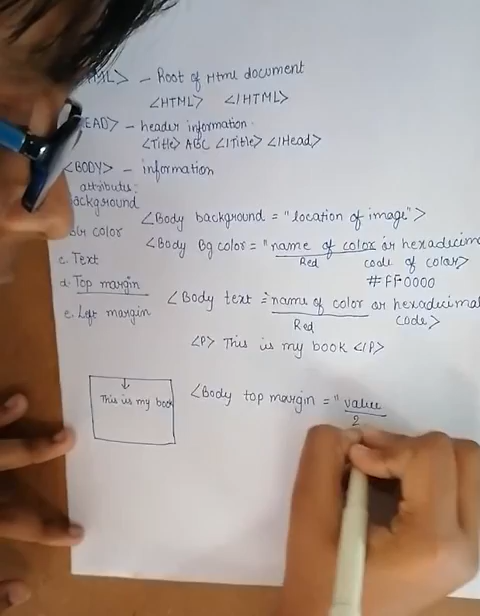 HTML> - Root of Html document
<HTML> </HTML>
EAD> - header information
<Title> ABC </Title> </Head>
<BODY> - information
attributes:
background
<Body background = "location of image">
color
<Body Bg color = "name of color or hexadecim
Red code of color>
c. Text
#FF0000
d. Top margin
<Body text = name of color or hexadecimal
e. Left margin
Red code>
<P> This is my book </P>
This is my book
<Body top margin = "value
2